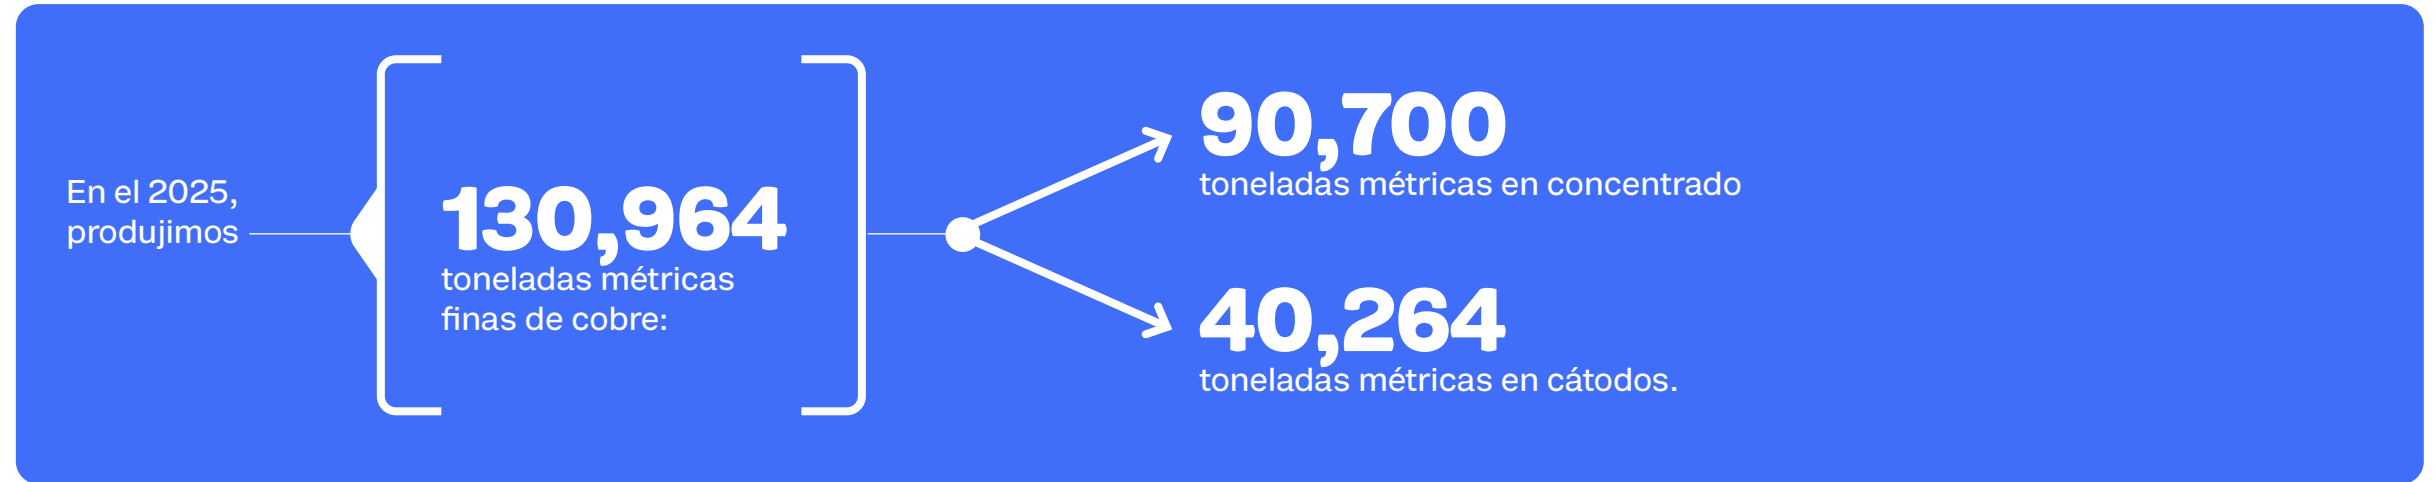 En el 2025,
produjimos
130,964
toneladas métricas
finas de cobre:
90,700
toneladas métricas en concentrado
40,264
toneladas métricas en cátodos.